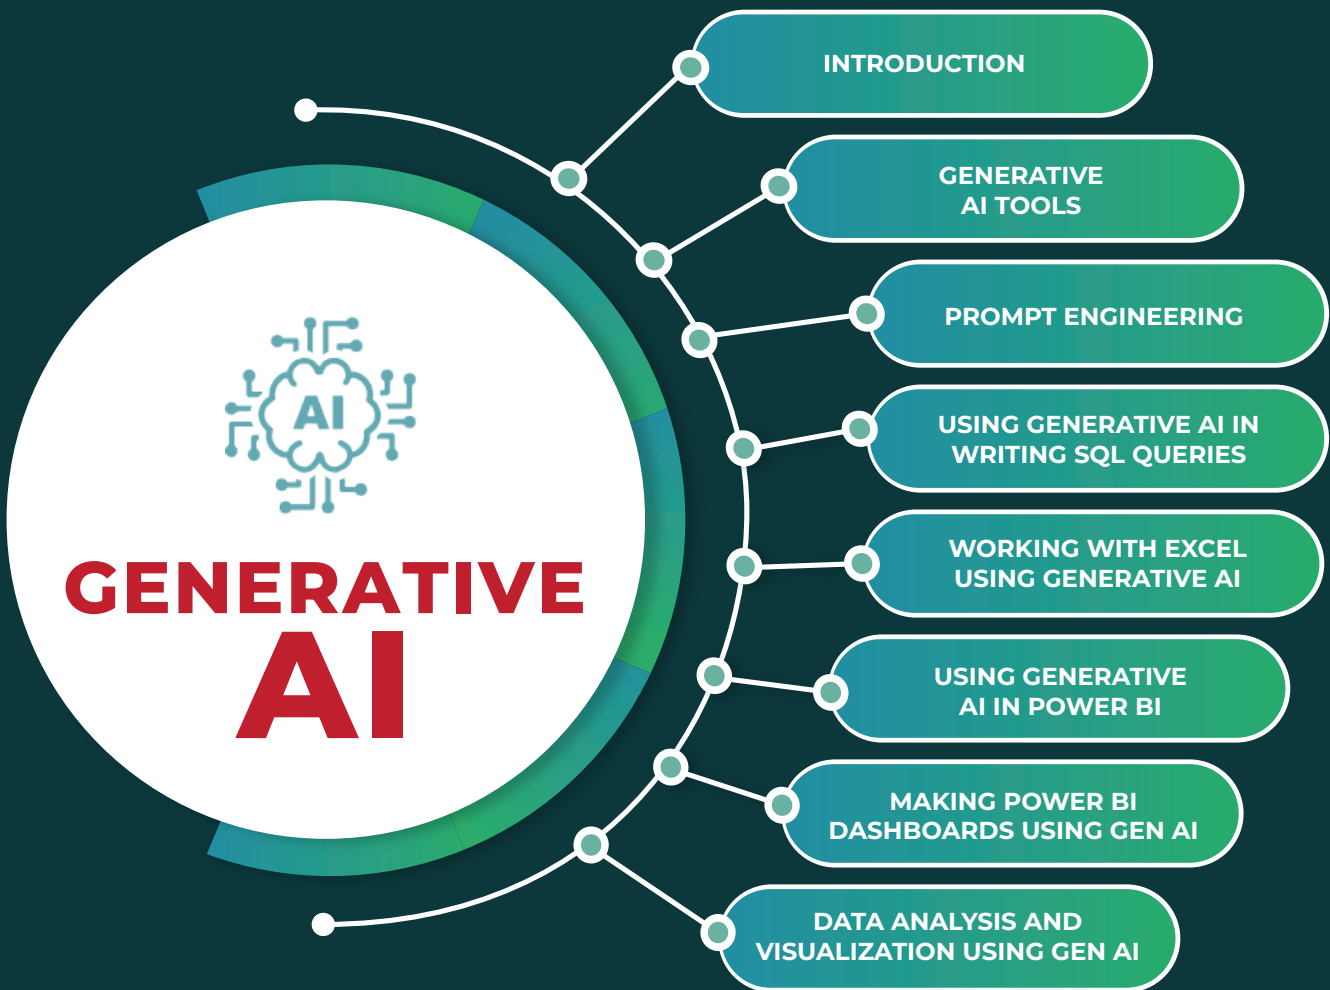 AI
GENERATIVE
AI
INTRODUCTION
GENERATIVE
AI TOOLS
PROMPT ENGINEERING
USING GENERATIVE AI IN
WRITING SQL QUERIES
WORKING WITH EXCEL
USING GENERATIVE AI
USING GENERATIVE
AI IN POWER BI
MAKING POWER BI
DASHBOARDS USING GEN AI
DATA ANALYSIS AND
VISUALIZATION USING GEN AI